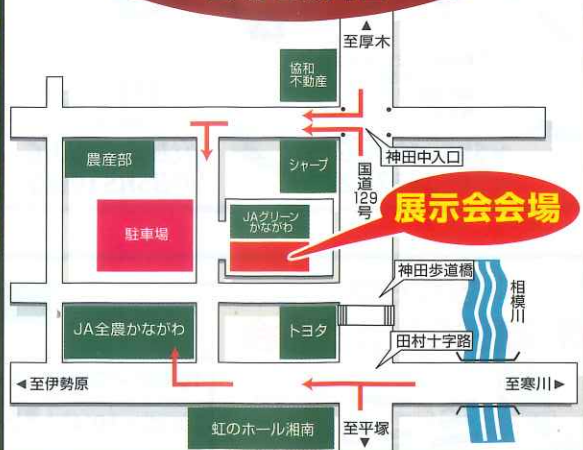 ▲
至厚木
協和
不動産
農産部
シャープ
神田中入口
国道
129
号
展示会会場
駐車場
JAグリーン
かながわ
神田歩道橋
相模川
JA全農かながわ
トヨタ
田村十字路
◀至伊勢原
至寒川▶
虹のホール湘南
至平塚
▼